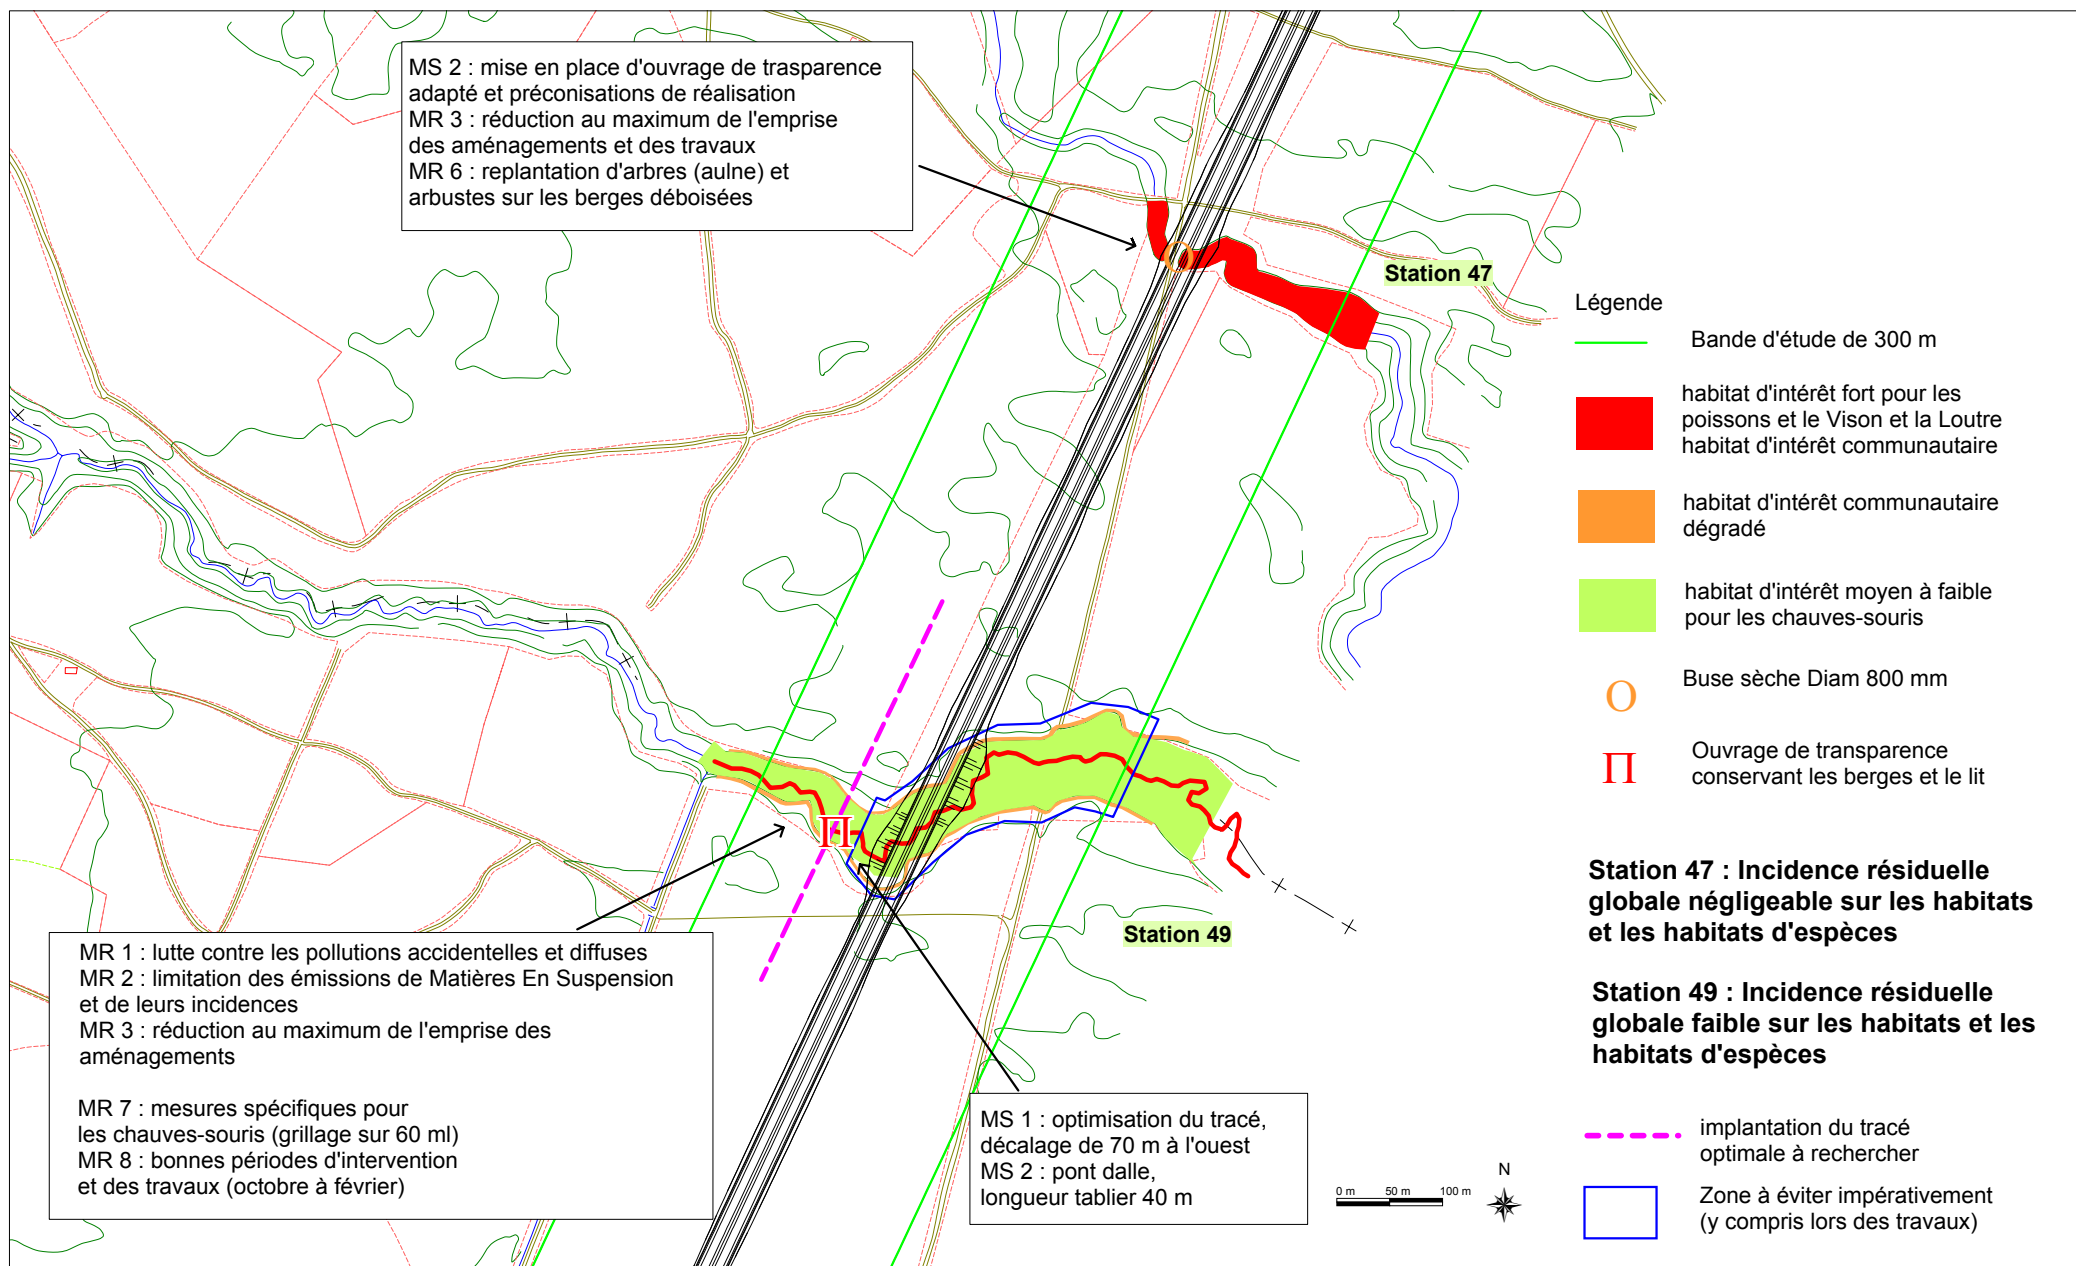 MS 2 : mise en place d'ouvrage de trasparence
adapté et préconisations de réalisation
MR 3 : réduction au maximum de l'emprise
des aménagements et des travaux
MR 6 : replantation d'arbres (aulne) et
arbustes sur les berges déboisées
Station 47
Légende
Bande d'étude de 300 m
habitat d'intérêt fort pour les
poissons et le Vison et la Loutre
habitat d'intérêt communautaire
habitat d'intérêt communautaire
dégradé
habitat d'intérêt moyen à faible
pour les chauves-souris
O
Buse sèche Diam 800 mm
Π
Ouvrage de transparence
conservant les berges et le lit
O
Π
Station 49
Station 47 : Incidence résiduelle
globale négligeable sur les habitats
et les habitats d'espèces
Station 49 : Incidence résiduelle
globale faible sur les habitats et les
habitats d'espèces
implantation du tracé
optimale à rechercher
Zone à éviter impérativement
(y compris lors des travaux)
MR 1 : lutte contre les pollutions accidentelles et diffuses
MR 2 : limitation des émissions de Matières En Suspension
et de leurs incidences
MR 3 : réduction au maximum de l'emprise des
aménagements
MR 7 : mesures spécifiques pour
les chauves-souris (grillage sur 60 ml)
MR 8 : bonnes périodes d'intervention
et des travaux (octobre à février)
MS 1 : optimisation du tracé,
décalage de 70 m à l'ouest
MS 2 : pont dalle,
longueur tablier 40 m
0 m 50 m 100 m
N